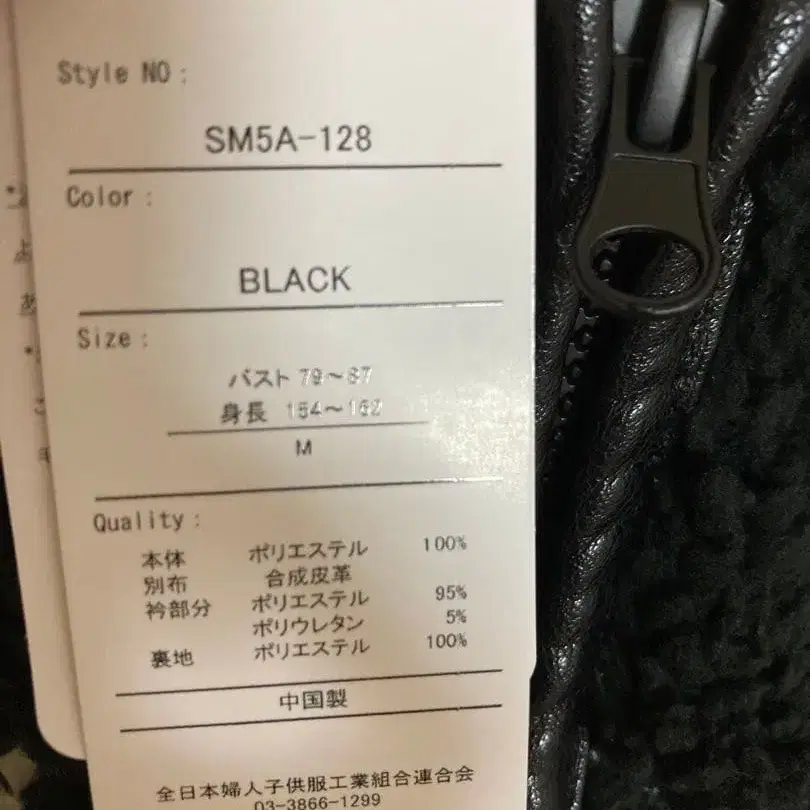 Style NO :
SM5A-128
Color :
BLACK
Size :
バスト 79～87
身長 154～162
M
Quality :
本体 ポリエステル 100%
別布 合成皮革
衿部分 ポリエステル 95%
ポリウレタン 5%
裏地 ポリエステル 100%
中国製
全日本婦人子供服工業組合連合会
03-3866-1299